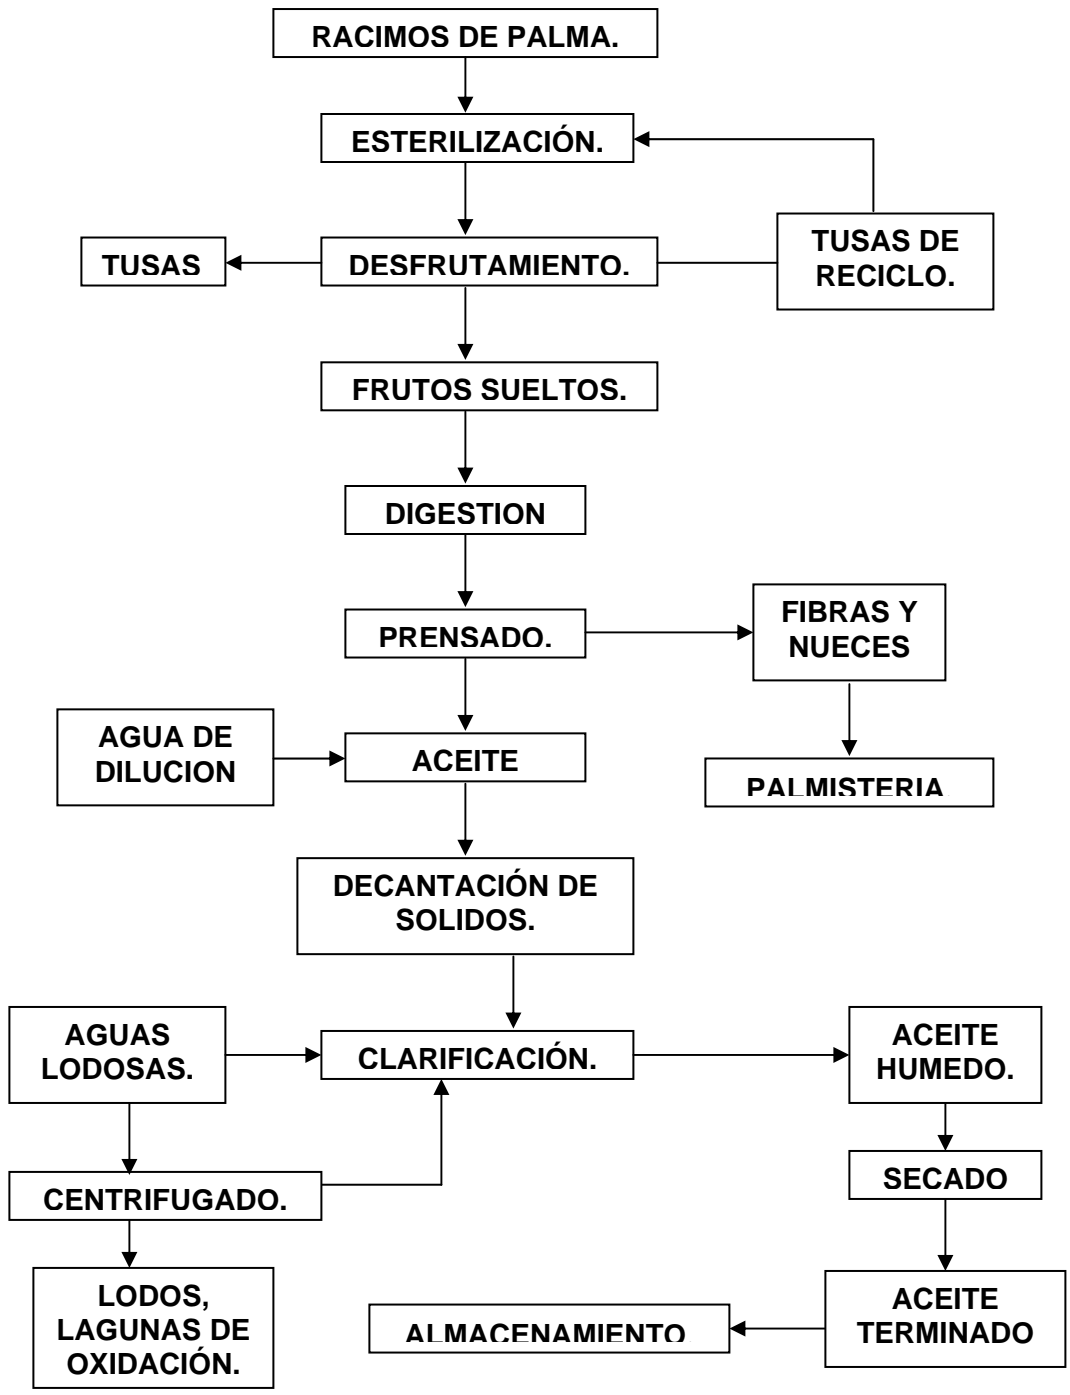 RACIMOS DE PALMA.
ESTERILIZACIÓN.
TUSAS DE
RECICLO.
TUSAS
DESFRUTAMIENTO.
FRUTOS SUELTOS.
DIGESTION
FIBRAS Y
NUECES
PRENSADO.
AGUA DE
DILUCION
ACEITE
PALMISTERIA
DECANTACIÓN DE
SOLIDOS.
AGUAS
LODOSAS.
CLARIFICACIÓN.
ACEITE
HUMEDO.
CENTRIFUGADO.
SECADO
LODOS,
LAGUNAS DE
OXIDACIÓN.
ACEITE
TERMINADO
ALMACENAMIENTO.